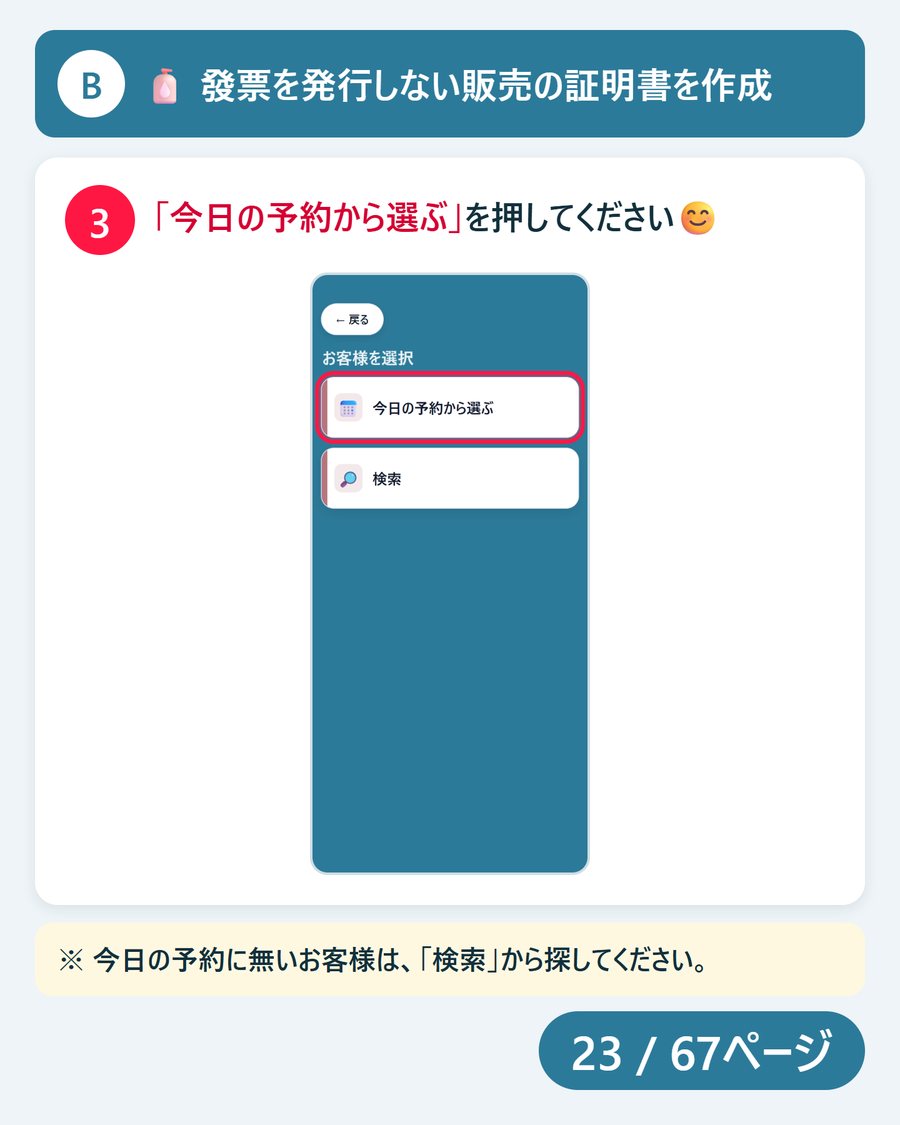 B 發票を発行しない販売の証明書を作成
3 「今日の予約から選ぶ」を押してください😊
← 戻る
お客様を選択
今日の予約から選ぶ
検索
※ 今日の予約に無いお客様は、「検索」から探してください。
23 / 67ページ